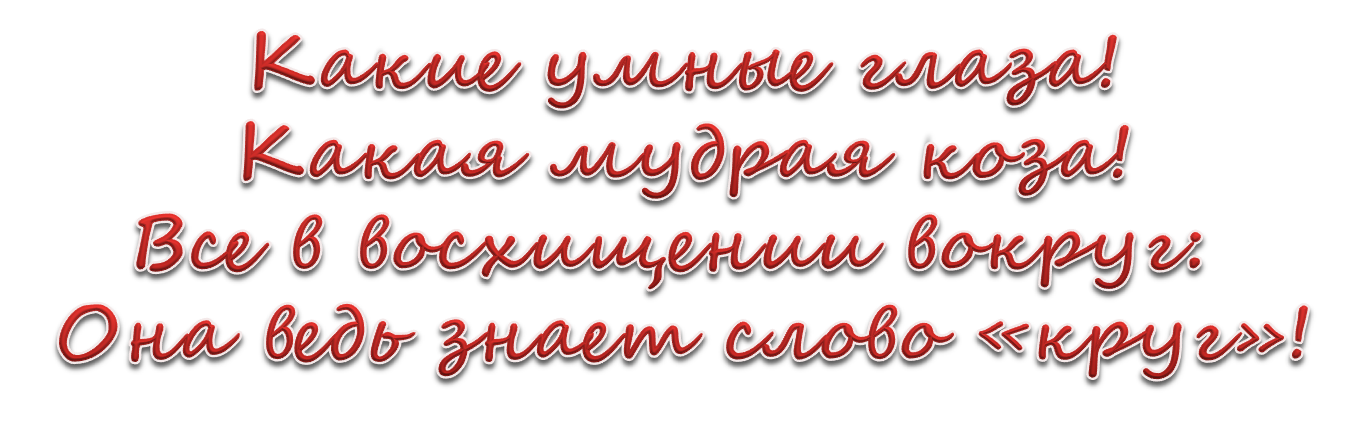 Какие умные глаза!
Какая мудрая коза!
Все в восхищении вокруг:
Она ведь знает слово «круг»!